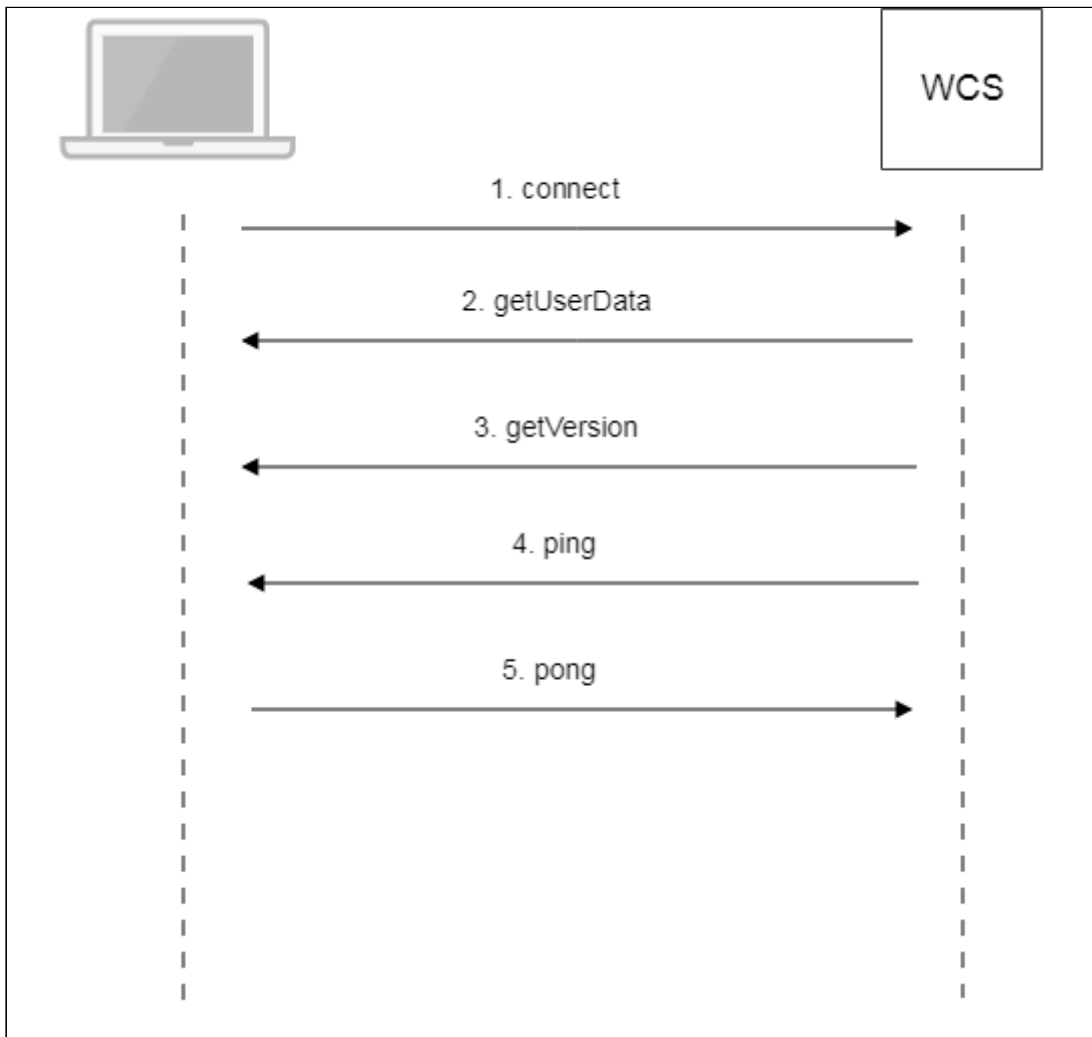 WCS
1. connect
2. getUserData
3. getVersion
4. ping
5. pong